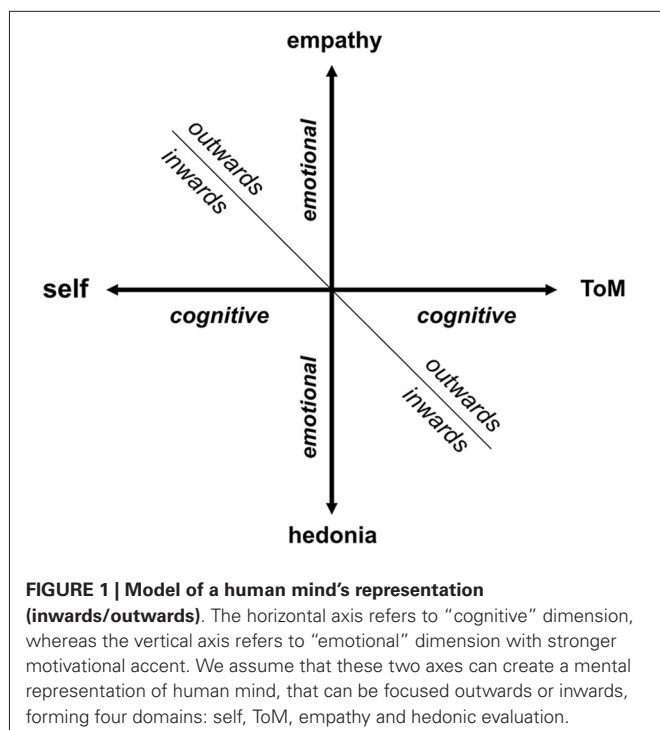 empathy
emotional
outwards
inwards
self
ToM
cognitive
cognitive
emotional
outwards
inwards
hedonia
FIGURE 1 | Model of a human mind's representation
(inwards/outwards). The horizontal axis refers to “cognitive” dimension,
whereas the vertical axis refers to “emotional” dimension with stronger
motivational accent. We assume that these two axes can create a mental
representation of human mind, that can be focused outwards or inwards,
forming four domains: self, ToM, empathy and hedonic evaluation.